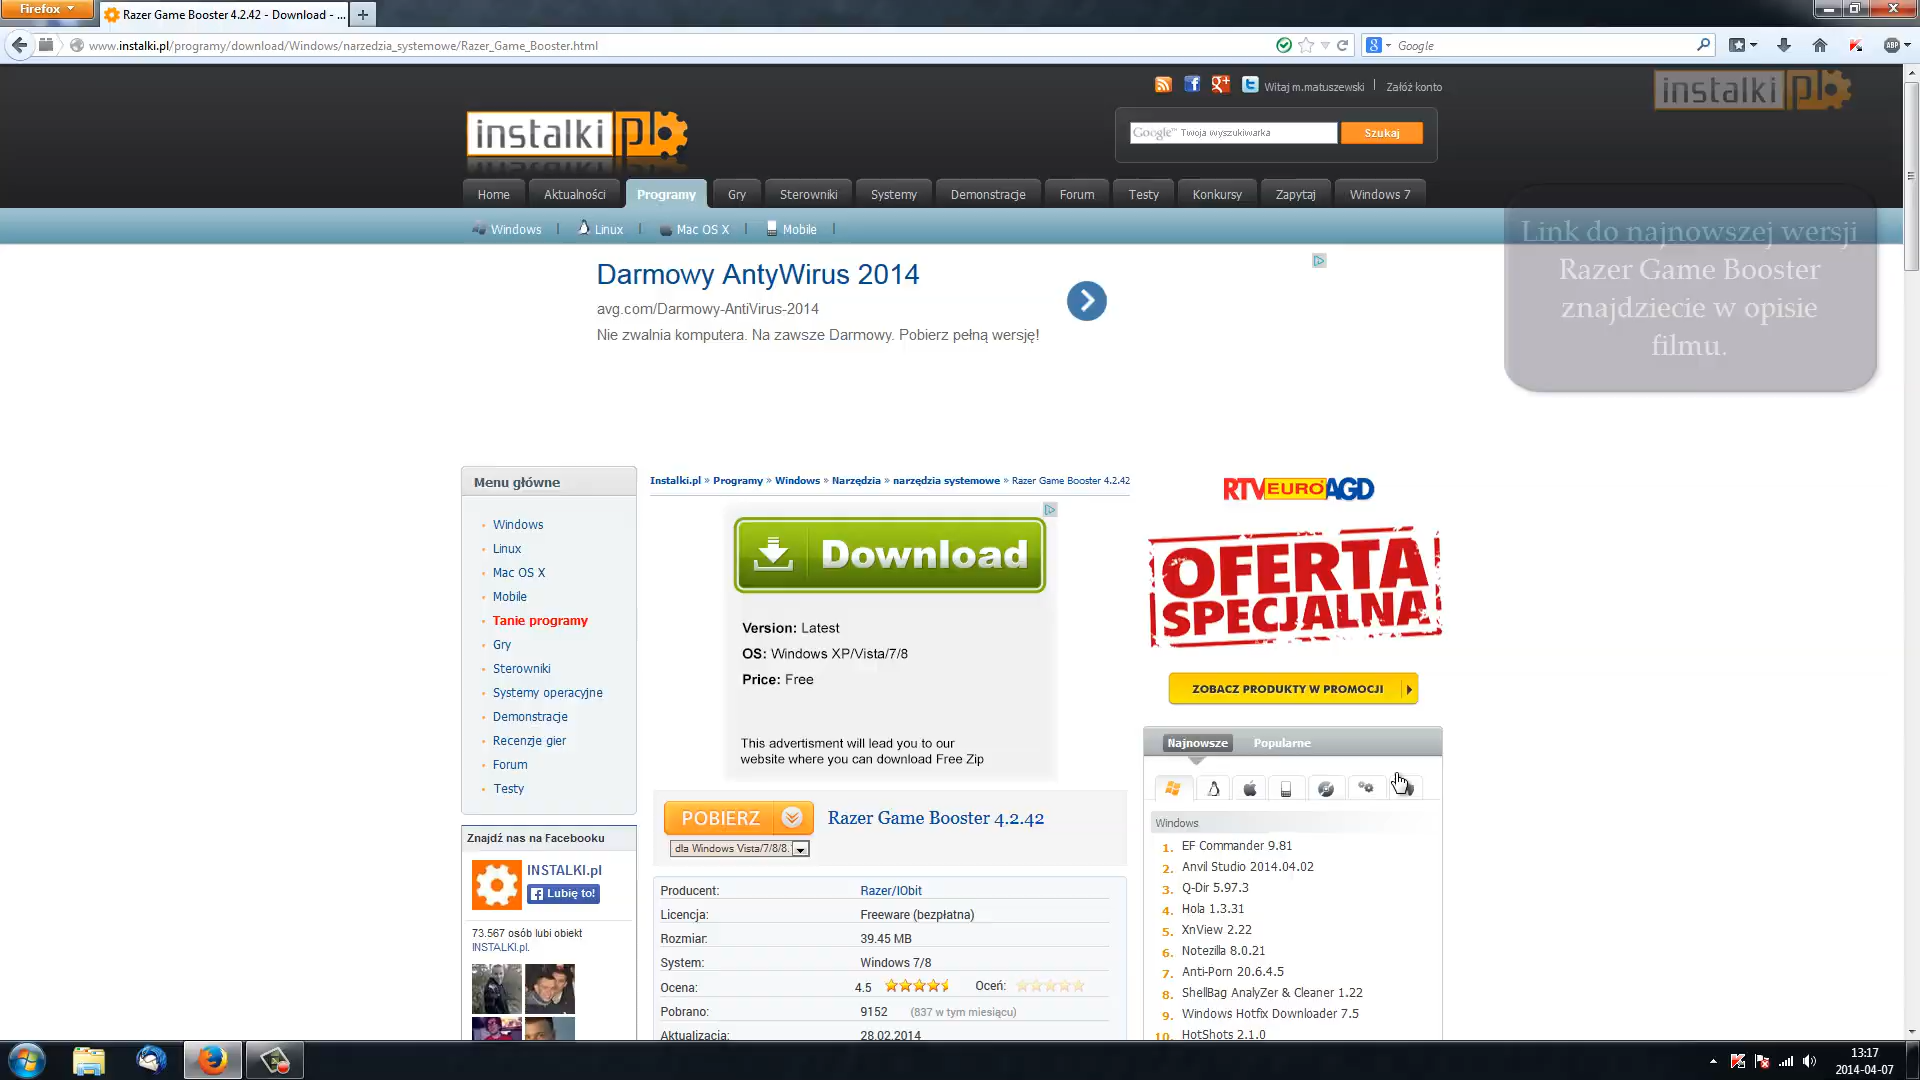 Firefox
Razer Game Booster 4.2.42 - Download - ...
www.instalki.pl/programy/download/Windows/narzedzia_systemowe/Razer_Game_Booster.html
Google
ABP
Witaj m.matuszewski
Załóż konto
instalki pl
instalki pl
Google™ Twoja wyszukiwarka
Szukaj
Home
Aktualności
Programy
Gry
Sterowniki
Systemy
Demonstracje
Forum
Testy
Konkursy
Zapytaj
Windows 7
Windows
Linux
Mac OS X
Mobile
Link do najnowszej wersji
Razer Game Booster
znajdziecie w opisie
filmu.
Darmowy AntyWirus 2014
avg.com/Darmowy-AntiVirus-2014
Nie zwalnia komputera. Na zawsze Darmowy. Pobierz pełną wersję!
Menu główne
Windows
Linux
Mac OS X
Mobile
Tanie programy
Gry
Sterowniki
Systemy operacyjne
Demonstracje
Recenzje gier
Forum
Testy
Znajdź nas na Facebooku
INSTALKI.pl
Lubię to!
73.567 osób lubi obiekt
INSTALKI.pl.
Instalki.pl » Programy » Windows » Narzędzia » narzędzia systemowe » Razer Game Booster 4.2.42
Download
Version: Latest
OS: Windows XP/Vista/7/8
Price: Free
This advertisment will lead you to our
website where you can download Free Zip
POBIERZ
Razer Game Booster 4.2.42
dla Windows Vista/7/8/8.
Producent: Razer/IObit
Licencja: Freeware (bezpłatna)
Rozmiar: 39.45 MB
System: Windows 7/8
Ocena: 4.5 Oceń:
Pobrano: 9152 (837 w tym miesiącu)
Aktualizacja: 28.02.2014
RTV EURO AGD
OFERTA
SPECJALNA
ZOBACZ PRODUKTY W PROMOCJI
Najnowsze
Popularne
Windows
1. EF Commander 9.81
2. Anvil Studio 2014.04.02
3. Q-Dir 5.97.3
4. Hola 1.3.31
5. XnView 2.22
6. Notezilla 8.0.21
7. Anti-Porn 20.6.4.5
8. ShellBag AnalyZer & Cleaner 1.22
9. Windows Hotfix Downloader 7.5
10. HotShots 2.1.0
13:17
2014-04-07